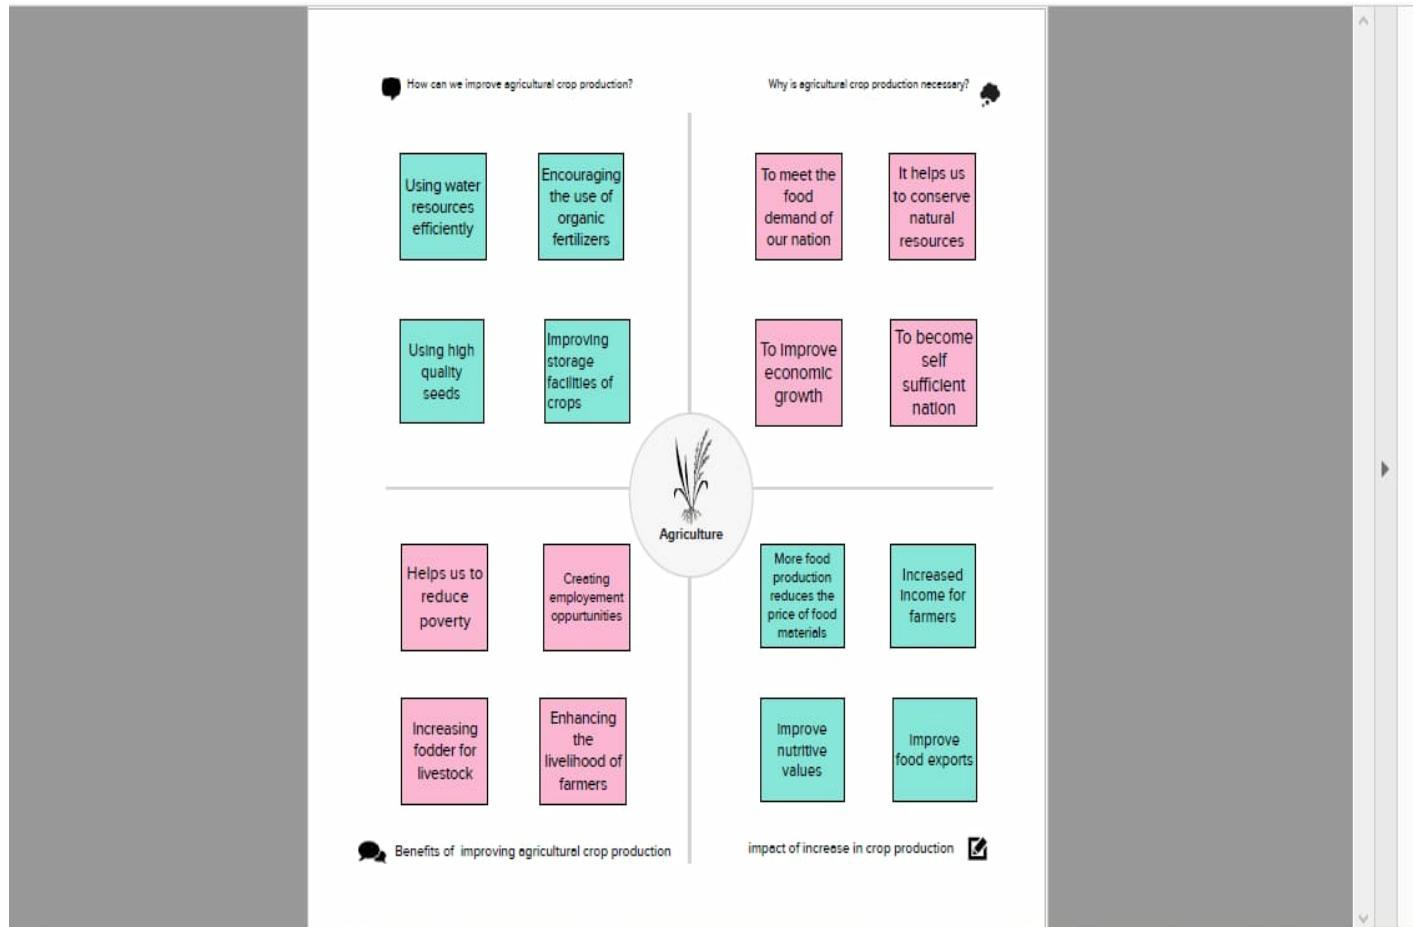 How can we improve agricultural crop production?
Why is agricultural crop production necessary?
Using water
resources
efficiently
Encouraging
the use of
organic
fertilizers
To meet the
food
demand of
our nation
It helps us
to conserve
natural
resources
Using high
quality
seeds
Improving
storage
facilities of
crops
To improve
economic
growth
To become
self
sufficient
nation
Agriculture
Helps us to
reduce
poverty
Creating
employement
oppurtunities
More food
production
reduces the
price of food
materials
Increased
Income for
farmers
Increasing
fodder for
livestock
Enhancing
the
livelihood of
farmers
Improve
nutritive
values
Improve
food exports
Benefits of improving agricultural crop production
impact of increase in crop production